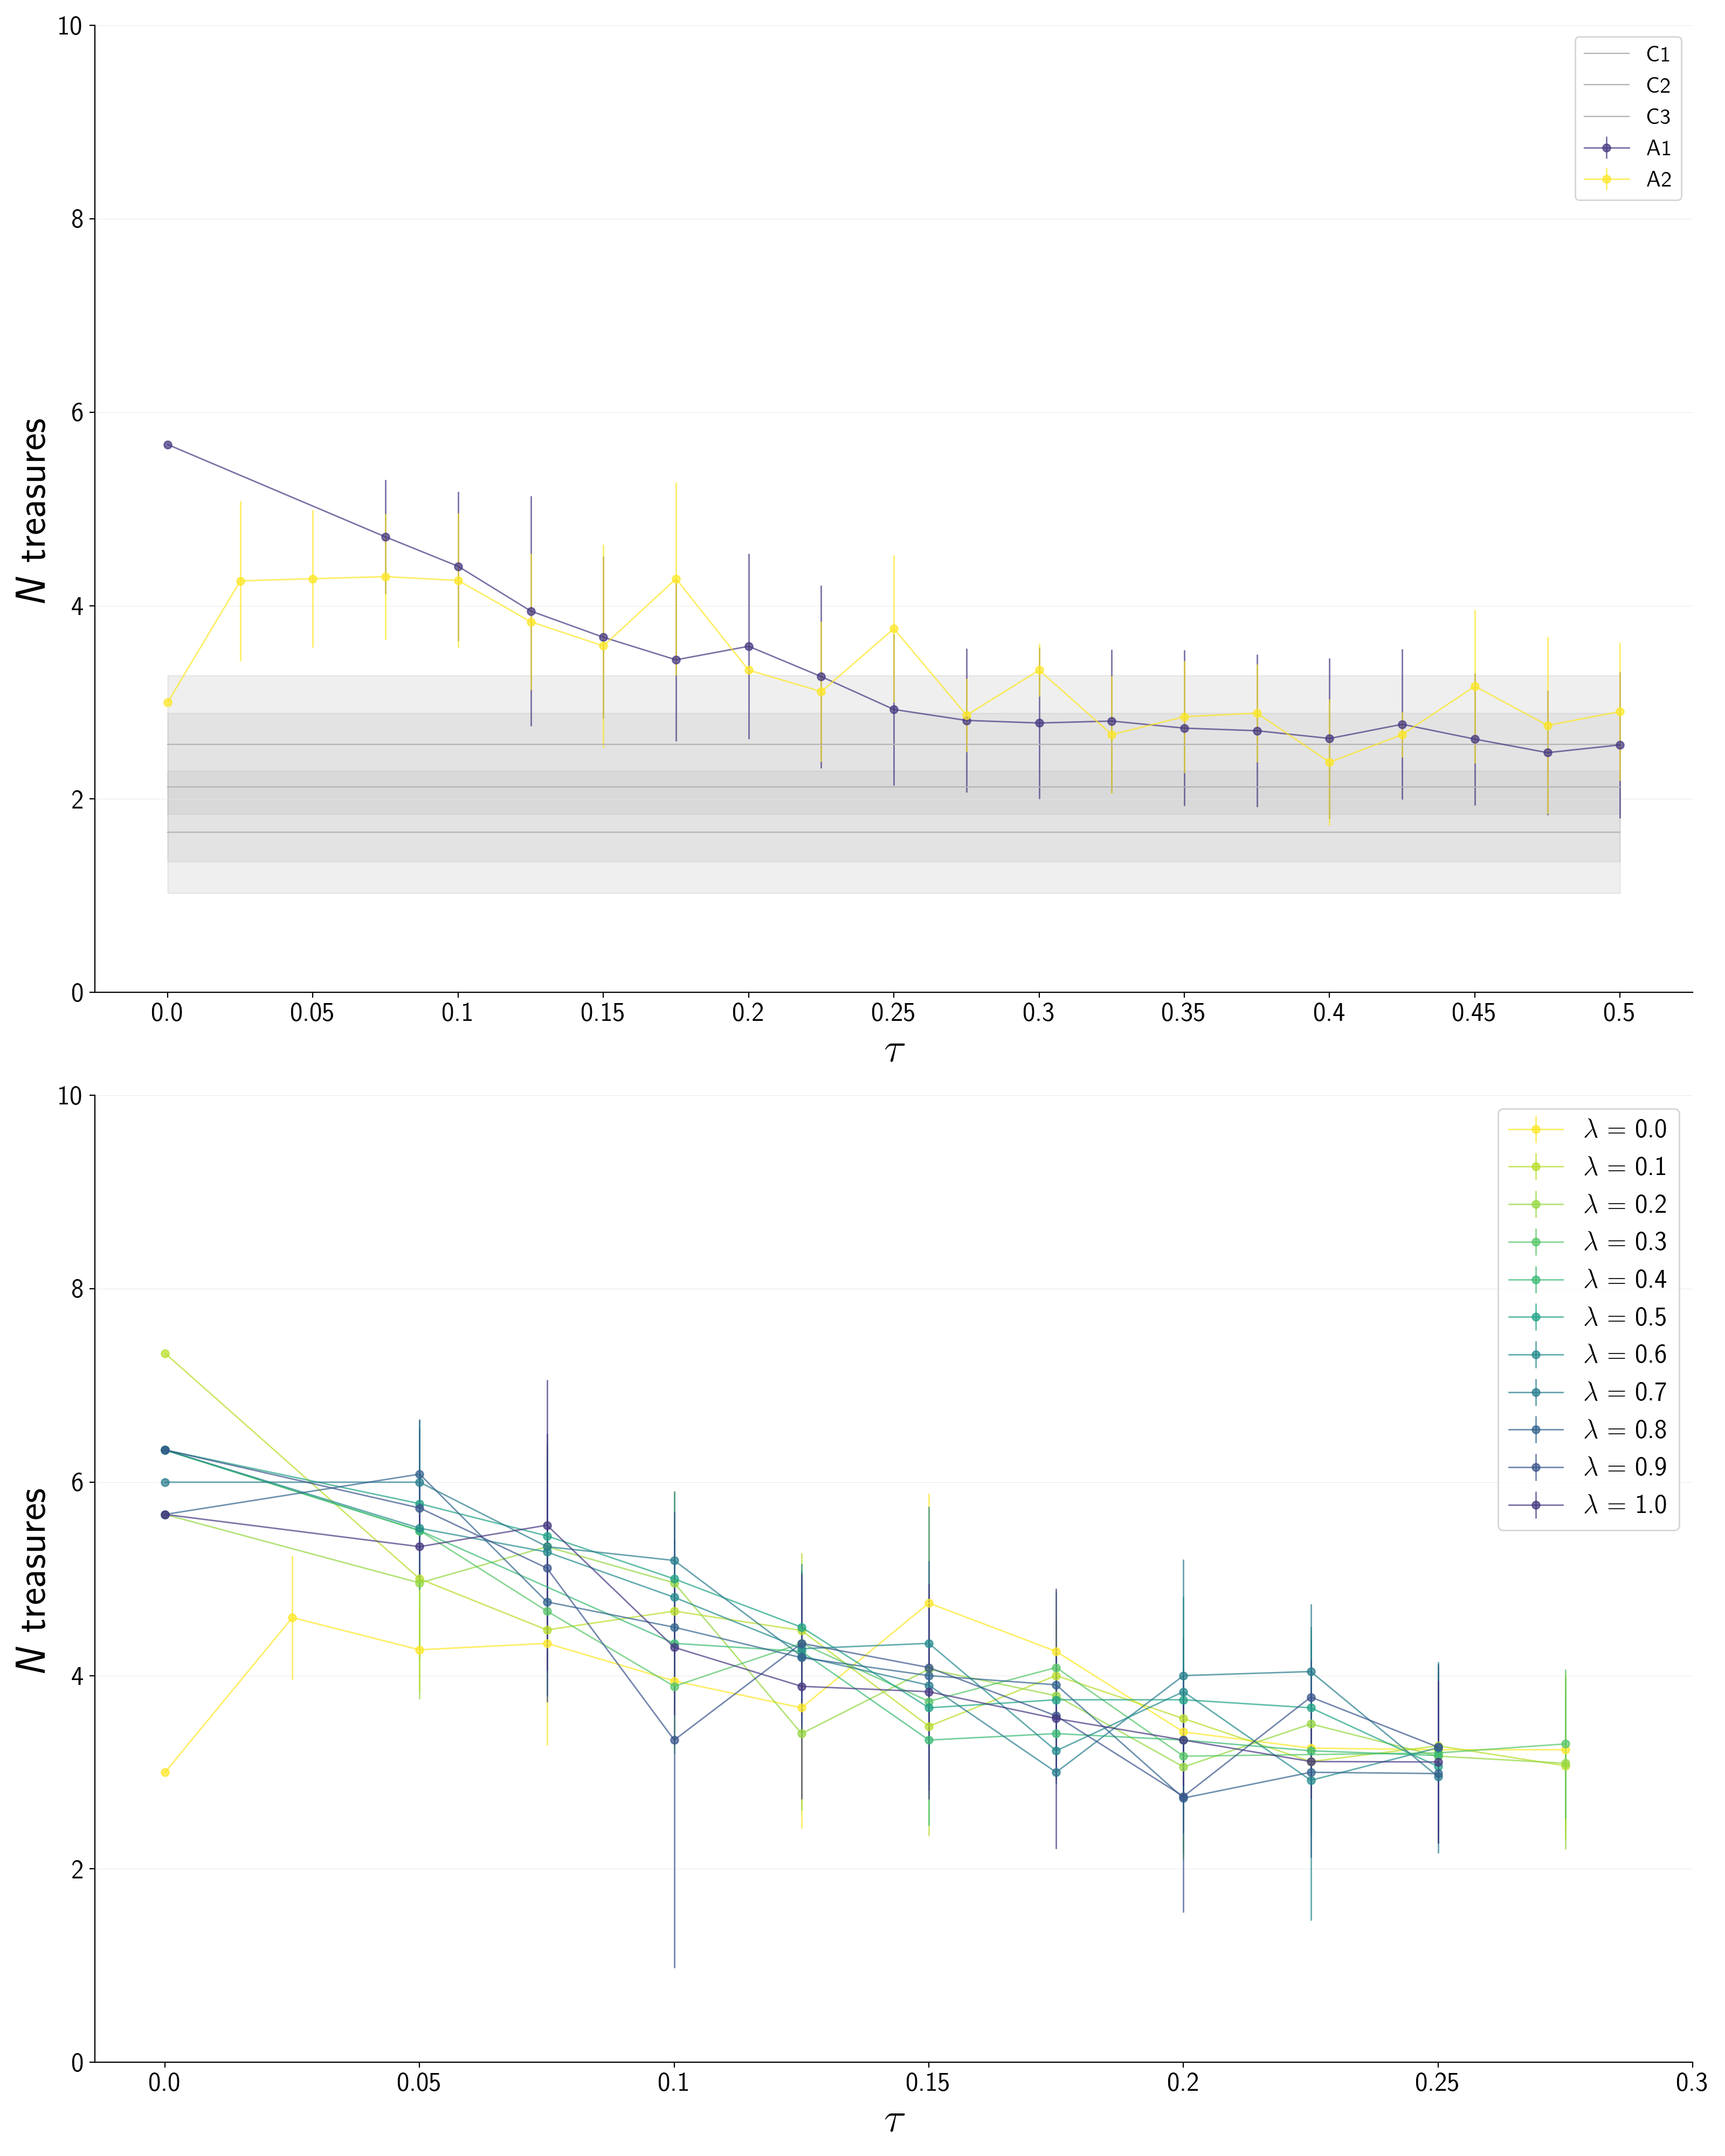 10
8
6
4
2
0
N treasures
C1
C2
C3
A1
A2
0.0 0.05 0.1 0.15 0.2 0.25 0.3 0.35 0.4 0.45 0.5
τ
10
8
6
4
2
0
N treasures
λ = 0.0
λ = 0.1
λ = 0.2
λ = 0.3
λ = 0.4
λ = 0.5
λ = 0.6
λ = 0.7
λ = 0.8
λ = 0.9
λ = 1.0
0.0 0.05 0.1 0.15 0.2 0.25 0.3
τ